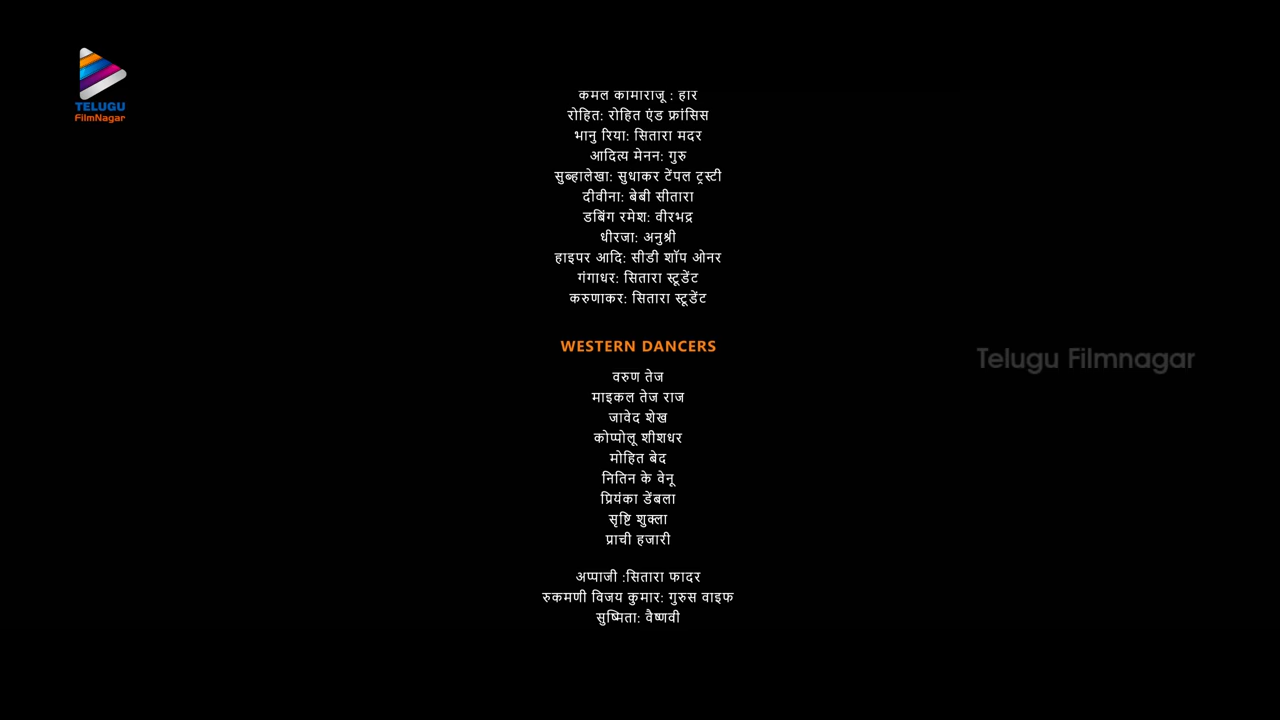 TELUGU
FilmNagar
कमल कामाराजू : हरि
रोहित: रोहित एंड फ्रांसिस
भानु रिया: सितारा मदर
आदित्य मेनन: गुरु
सुब्हालेखा: सुधाकर टेंपल ट्रस्टी
दीवीना: बेबी सीतारा
डबिंग रमेश: वीरभद्र
धीरजा: अनुश्री
हाइपर आदि: सीडी शॉप ओनर
गंगाधर: सितारा स्टूडेंट
करुणाकर: सितारा स्टूडेंट
WESTERN DANCERS
Telugu Filmnagar
वरुण तेज
माइकल तेज राज
जावेद शेख
कोप्पोलू शीशधर
मोहित बेद
नितिन के वेनू
प्रियंका डेंबला
सृष्टि शुक्ला
प्राची हजारी
अप्पाजी :सितारा फादर
रुकमणी विजय कुमार: गुरुस वाइफ
सुष्मिता: वैष्णवी